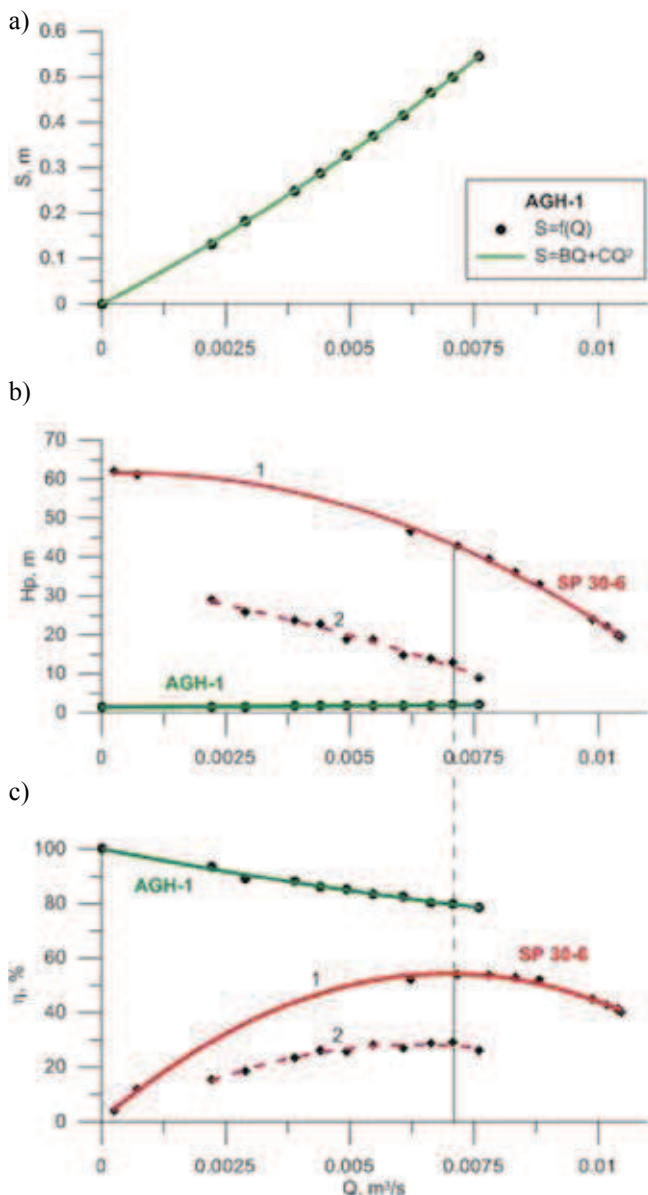 a)
0.6
0.5
0.4
0.3
0.2
0.1
0
S, m
AGH-1
S=f(Q)
S=BQ+CQ²
0 0.0025 0.005 0.0075 0.01
b)
70
60
50
40
30
20
10
0
Hp, m
1
SP 30-6
2
AGH-1
0 0.0025 0.005 0.0075 0.01
c)
100
80
60
40
20
0
η, %
AGH-1
SP 30-6
1
2
0 0.0025 0.005 0.0075 0.01
Q, m³/s